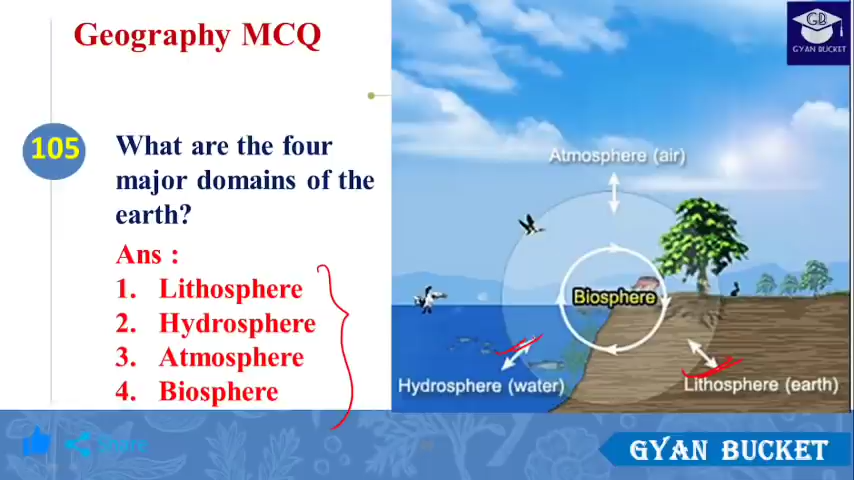 Geography MCQ
GB
GYAN BUCKET
105
What are the four
major domains of the
earth?
Ans :
1. Lithosphere
2. Hydrosphere
3. Atmosphere
4. Biosphere
Atmosphere (air)
Biosphere
Hydrosphere (water)
Lithosphere (earth)
Share
GYAN BUCKET